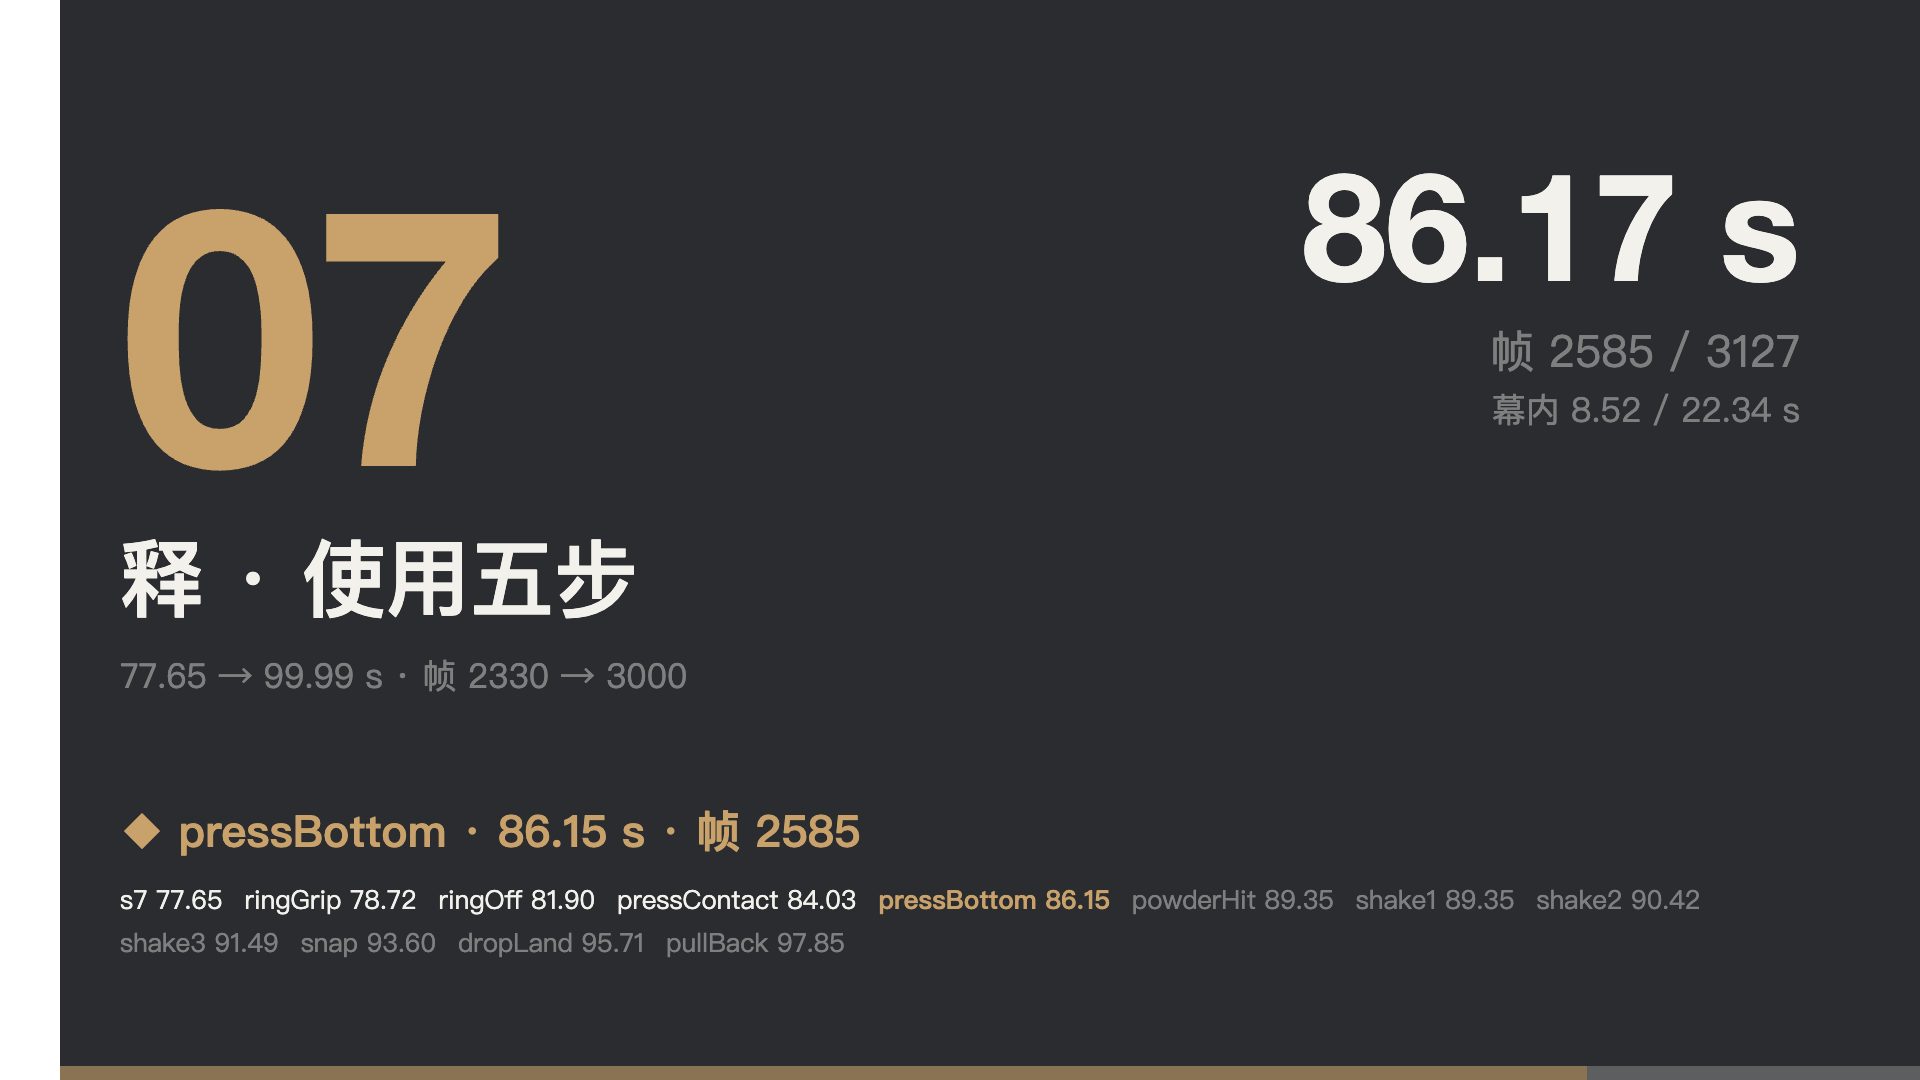 07
86.17 s
帧 2585 / 3127
幕内 8.52 / 22.34 s
释 · 使用五步
77.65 → 99.99 s · 帧 2330 → 3000
◆ pressBottom · 86.15 s · 帧 2585
s7 77.65 ringGrip 78.72 ringOff 81.90 pressContact 84.03 pressBottom 86.15 powderHit 89.35 shake1 89.35 shake2 90.42
shake3 91.49 snap 93.60 dropLand 95.71 pullBack 97.85